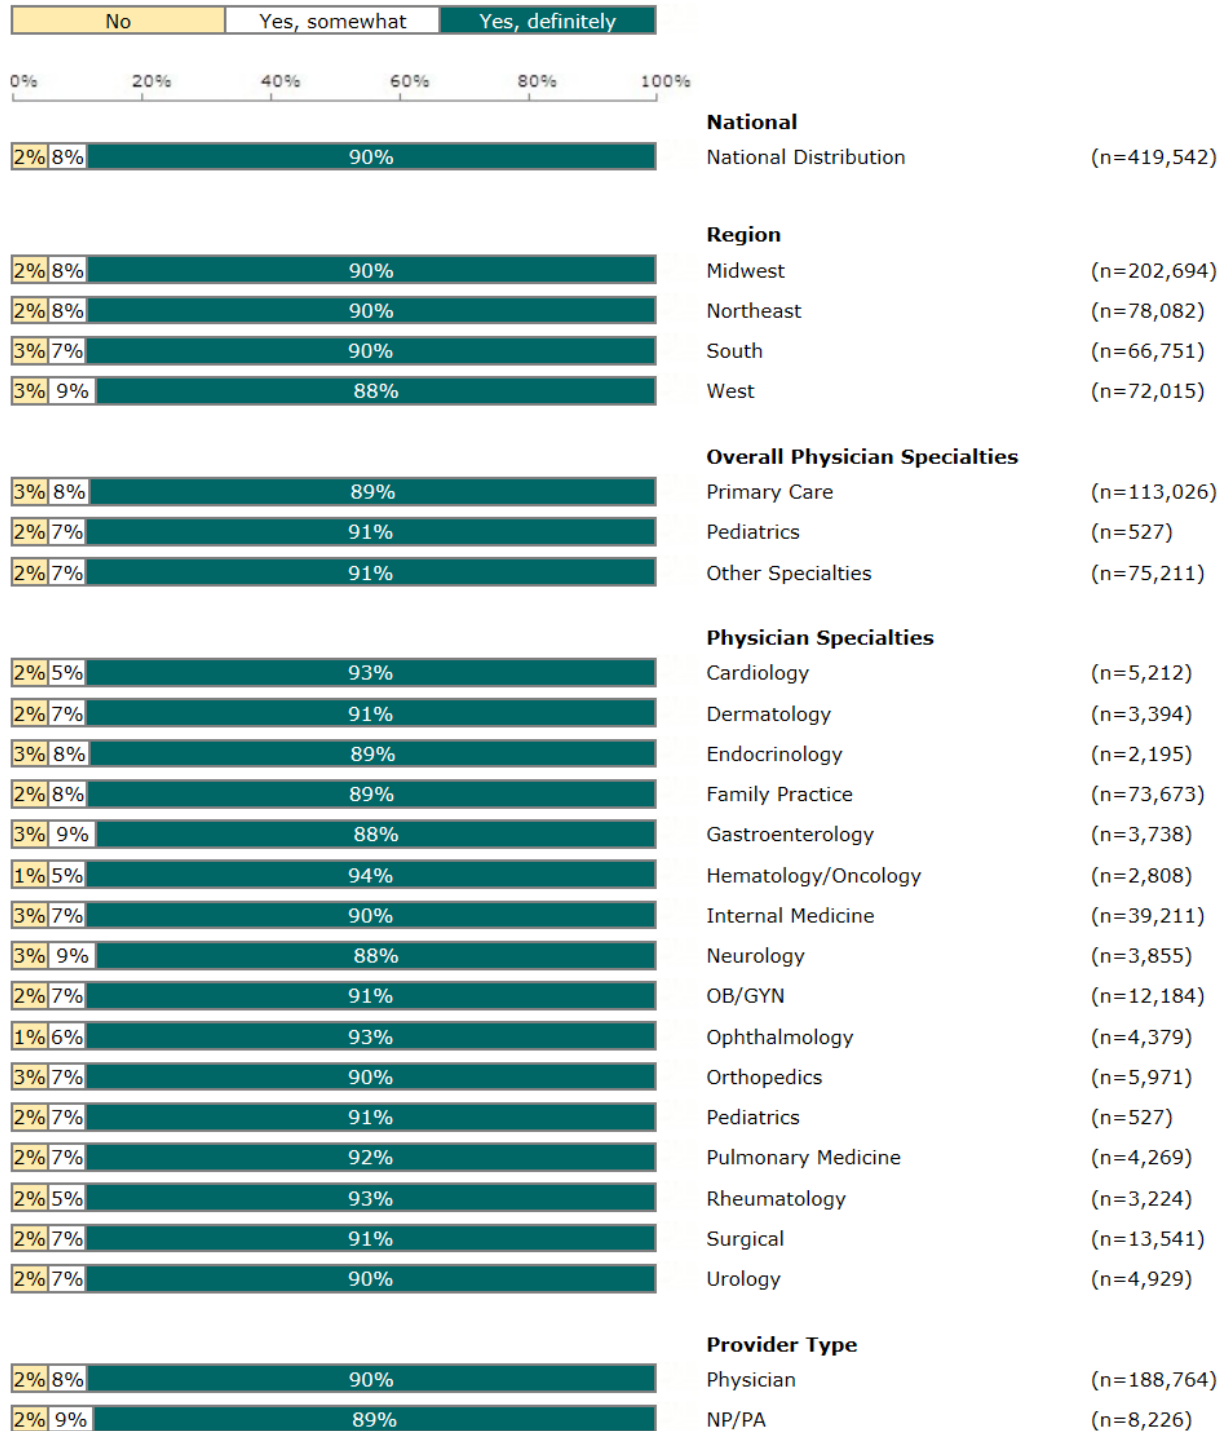 No Yes, somewhat Yes, definitely
0% 20% 40% 60% 80% 100%
National
2% 8% 90% National Distribution (n=419,542)
Region
2% 8% 90% Midwest (n=202,694)
2% 8% 90% Northeast (n=78,082)
3% 7% 90% South (n=66,751)
3% 9% 88% West (n=72,015)
Overall Physician Specialties
3% 8% 89% Primary Care (n=113,026)
2% 7% 91% Pediatrics (n=527)
2% 7% 91% Other Specialties (n=75,211)
Physician Specialties
2% 5% 93% Cardiology (n=5,212)
2% 7% 91% Dermatology (n=3,394)
3% 8% 89% Endocrinology (n=2,195)
2% 8% 89% Family Practice (n=73,673)
3% 9% 88% Gastroenterology (n=3,738)
1% 5% 94% Hematology/Oncology (n=2,808)
3% 7% 90% Internal Medicine (n=39,211)
3% 9% 88% Neurology (n=3,855)
2% 7% 91% OB/GYN (n=12,184)
1% 6% 93% Ophthalmology (n=4,379)
3% 7% 90% Orthopedics (n=5,971)
2% 7% 91% Pediatrics (n=527)
2% 7% 92% Pulmonary Medicine (n=4,269)
2% 5% 93% Rheumatology (n=3,224)
2% 7% 91% Surgical (n=13,541)
2% 7% 90% Urology (n=4,929)
Provider Type
2% 8% 90% Physician (n=188,764)
2% 9% 89% NP/PA (n=8,226)